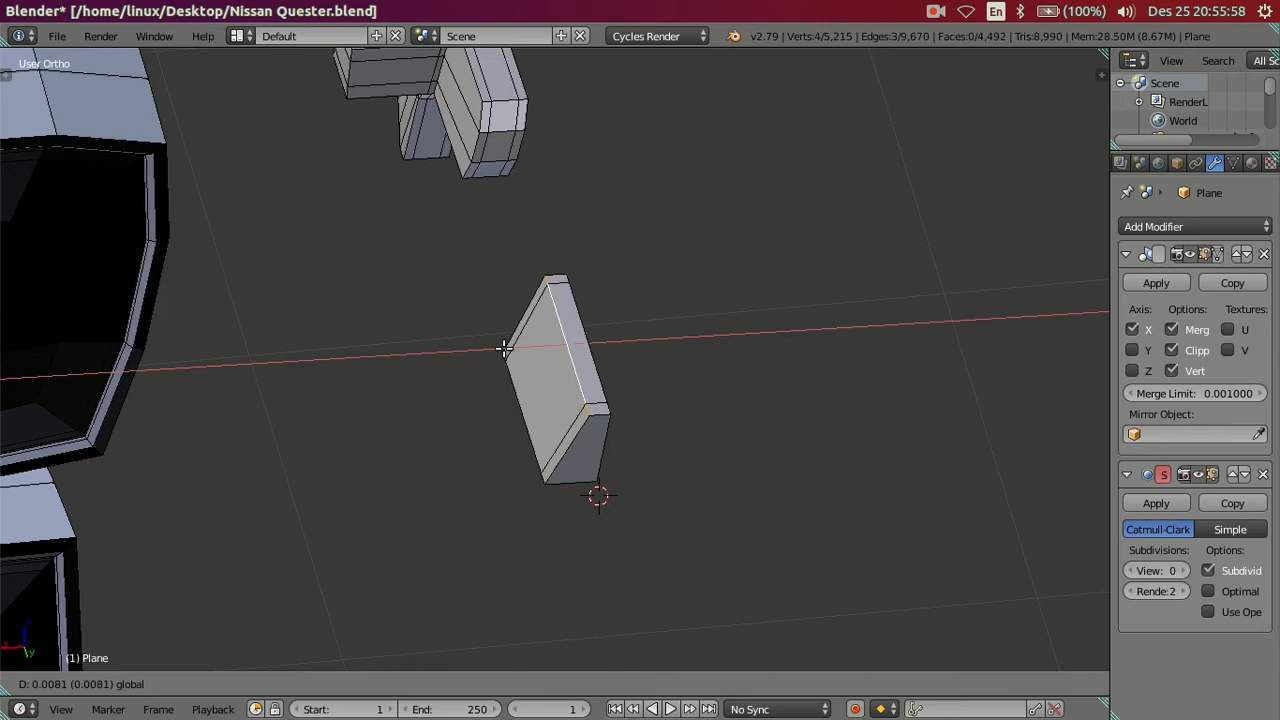 Blender* [/home/linux/Desktop/Nissan Quester.blend]
En
(100%)
Des 25 20:55:58
File
Render
Window
Help
Default
Scene
Cycles Render
v2.79 | Verts:4/5,215 | Edges:3/9,670 | Faces:0/4,492 | Tris:8,990 | Mem:28.50M (8.67M) | Plane
User Ortho
View
Search
All Sc
Scene
RenderL
World
Plane
Add Modifier
Apply
Copy
Axis:
Options:
Textures:
X
Merg
U
Y
Clipp
V
Z
Vert
Merge Limit: 0.001000
Mirror Object:
S
Apply
Copy
Catmull-Clark
Simple
Subdivisions:
Options:
View: 0
Subdivid
Rende:2
Optimal
Use Ope
(1) Plane
D: 0.0081 (0.0081) global
View
Marker
Frame
Playback
Start: 1
End: 250
1
No Sync